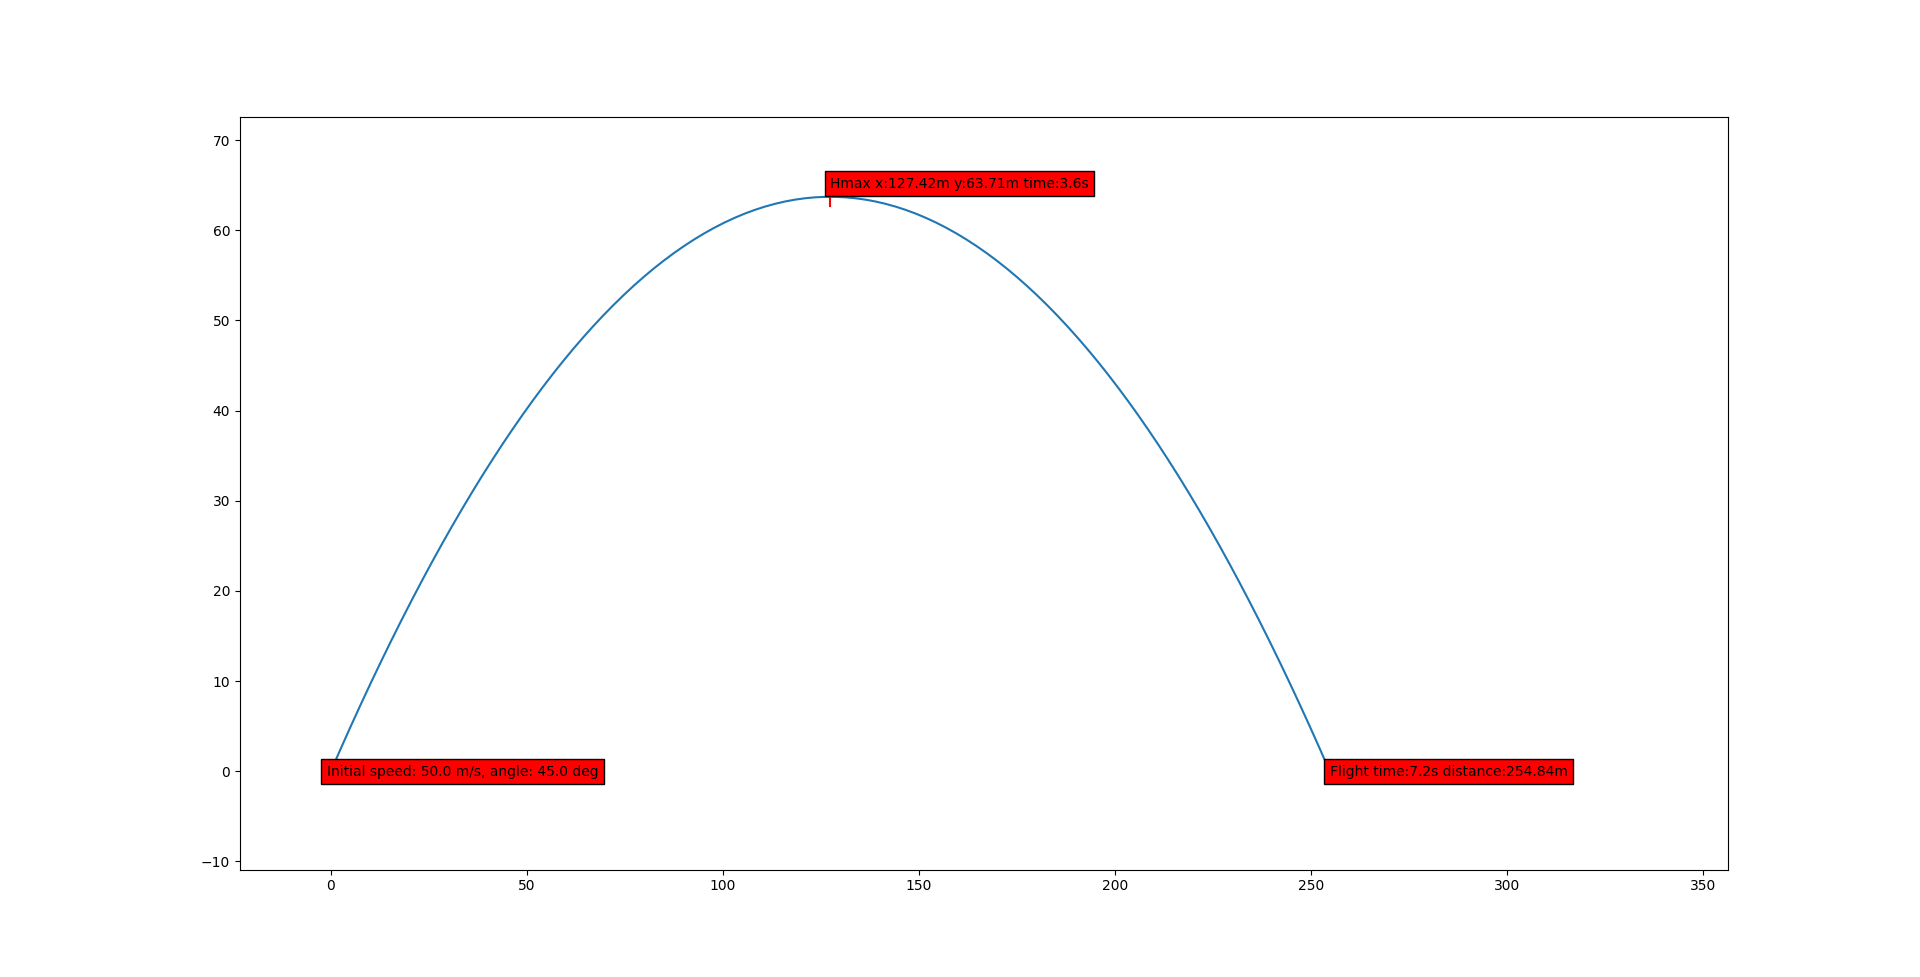 70
Hmax x:127.42m y:63.71m time:3.6s
60
50
40
30
20
10
0
Initial speed: 50.0 m/s, angle: 45.0 deg
Flight time:7.2s distance:254.84m
−10
0 50 100 150 200 250 300 350